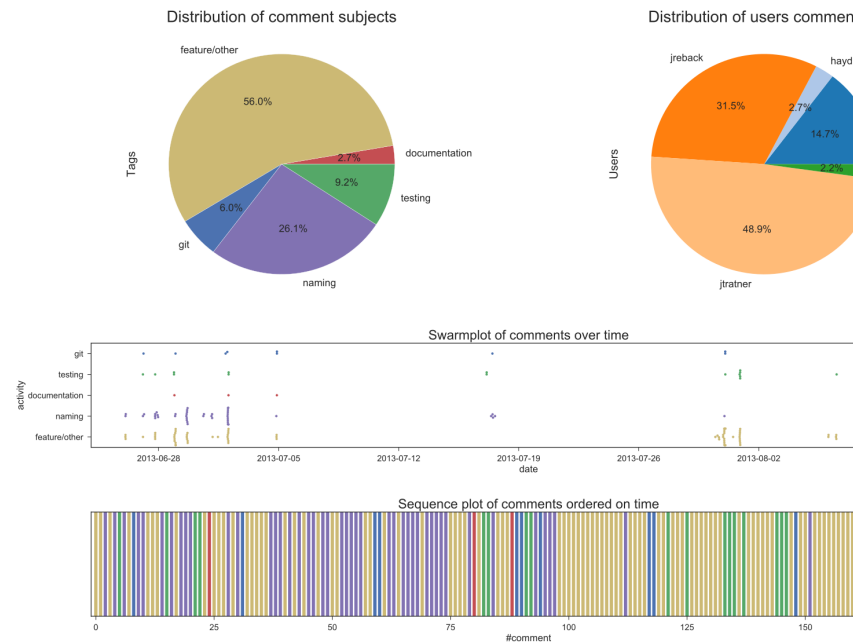 Distribution of comment subjects
feature/other
56.0%
2.7%
documentation
9.2%
testing
6.0%
git
26.1%
naming
Tags
Distribution of users commen
jreback
hayd
31.5%
2.7%
14.7%
2.2%
48.9%
jtratner
Users
Swarmplot of comments over time
git
testing
documentation
naming
feature/other
activity
2013-06-28 2013-07-05 2013-07-12 2013-07-19 2013-07-26 2013-08-02
date
Sequence plot of comments ordered on time
0 25 50 75 100 125 150
#comment